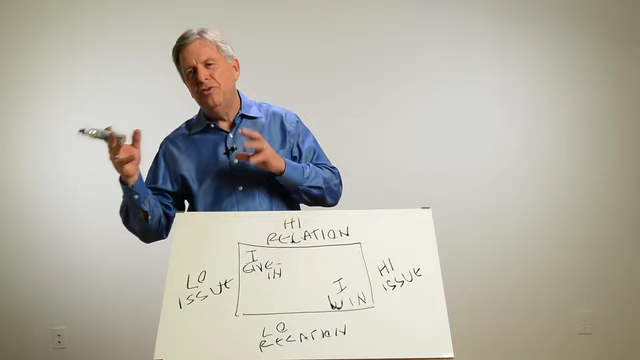 HI
RELATION
I
GIVE
IN
LO
ISSUE
HI
ISSUE
I
WIN
LO
RELATION